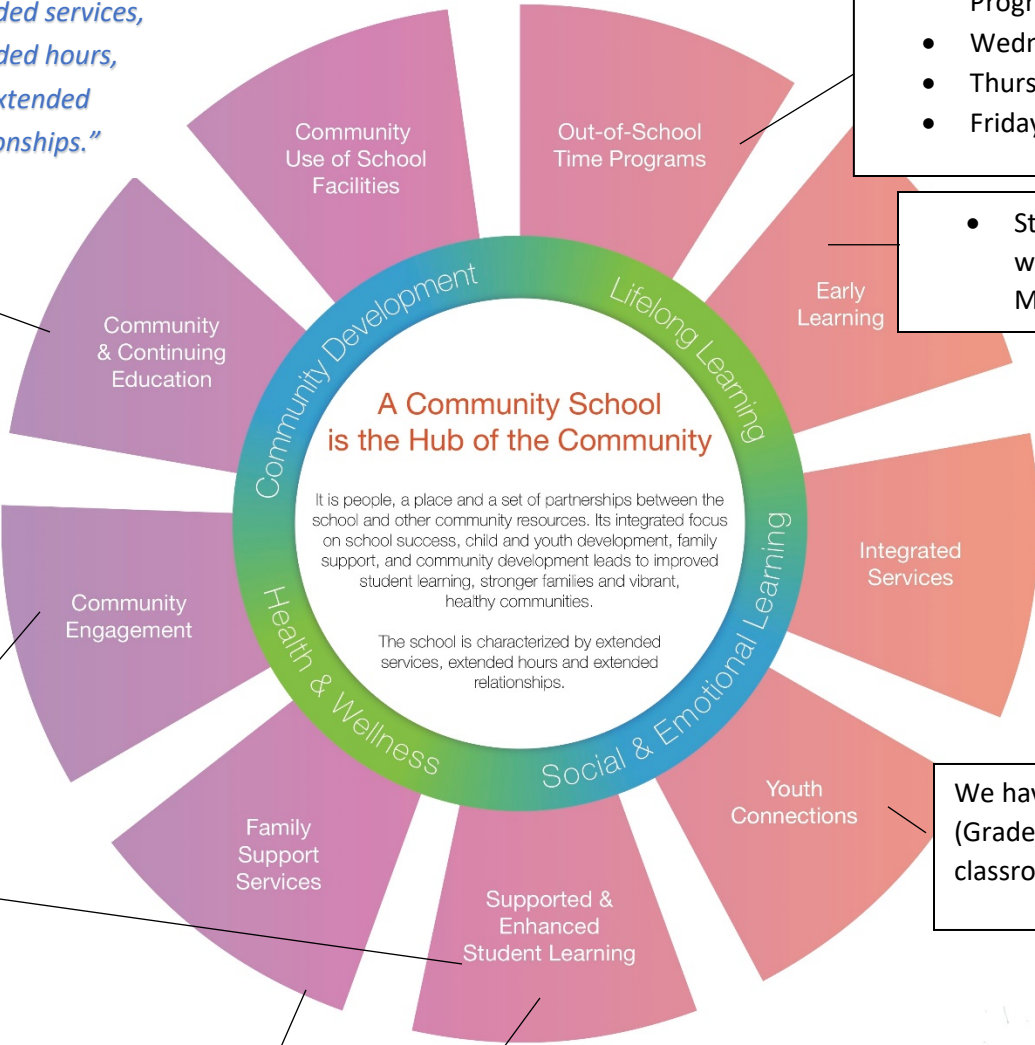 ded services,
ded hours,
xtended
onships.”
Progr
• Wedn
• Thurs
• Friday
• St
w
M
Community
Use of School
Facilities
Out-of-School
Time Programs
Early
Learning
Community
& Continuing
Education
Integrated
Services
Community
Engagement
Youth
Connections
We hav
(Grade
classro
Family
Support
Services
Supported &
Enhanced
Student Learning
Community Development
Lifelong Learning
Health & Wellness
Social & Emotional Learning
A Community School
is the Hub of the Community
It is people, a place and a set of partnerships between the
school and other community resources. Its integrated focus
on school success, child and youth development, family
support, and community development leads to improved
student learning, stronger families and vibrant,
healthy communities.
The school is characterized by extended
services, extended hours and extended
relationships.